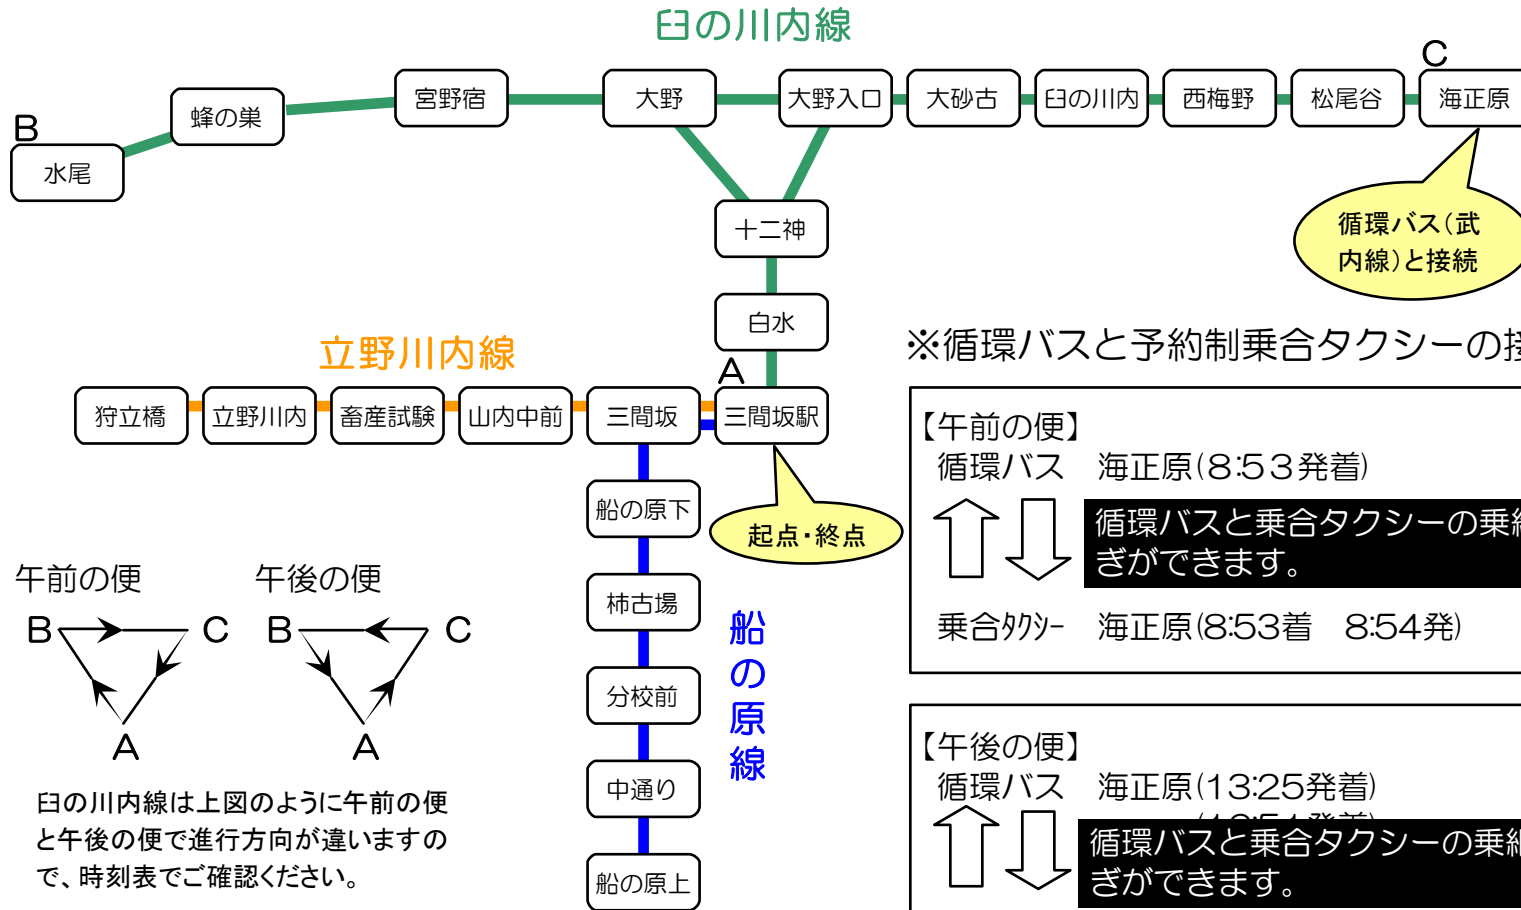 臼の川内線
C
宮野宿
大野
大野入口
大砂古
臼の川内
西梅野
松尾谷
海正原
蜂の巣
B
水尾
循環バス(武
内線)と接続
十二神
白水
※循環バスと予約制乗合タクシーの
立野川内線
A
狩立橋
立野川内
畜産試験
山内中前
三間坂
三間坂駅
起点・終点
船の原下
柿古場
分校前
中通り
船の原上
船の原線
【午前の便】
循環バス 海正原(8:53発着)
循環バスと乗合タクシーの乗
ぎができます。
乗合タクシー 海正原(8:53着 8:54発)
【午後の便】
循環バス 海正原(13:25発着)
循環バスと乗合タクシーの乗
ぎができます。
午前の便
B
C
A
午後の便
B
C
A
臼の川内線は上図のように午前の便
と午後の便で進行方向が違いますの
で、時刻表でご確認ください。